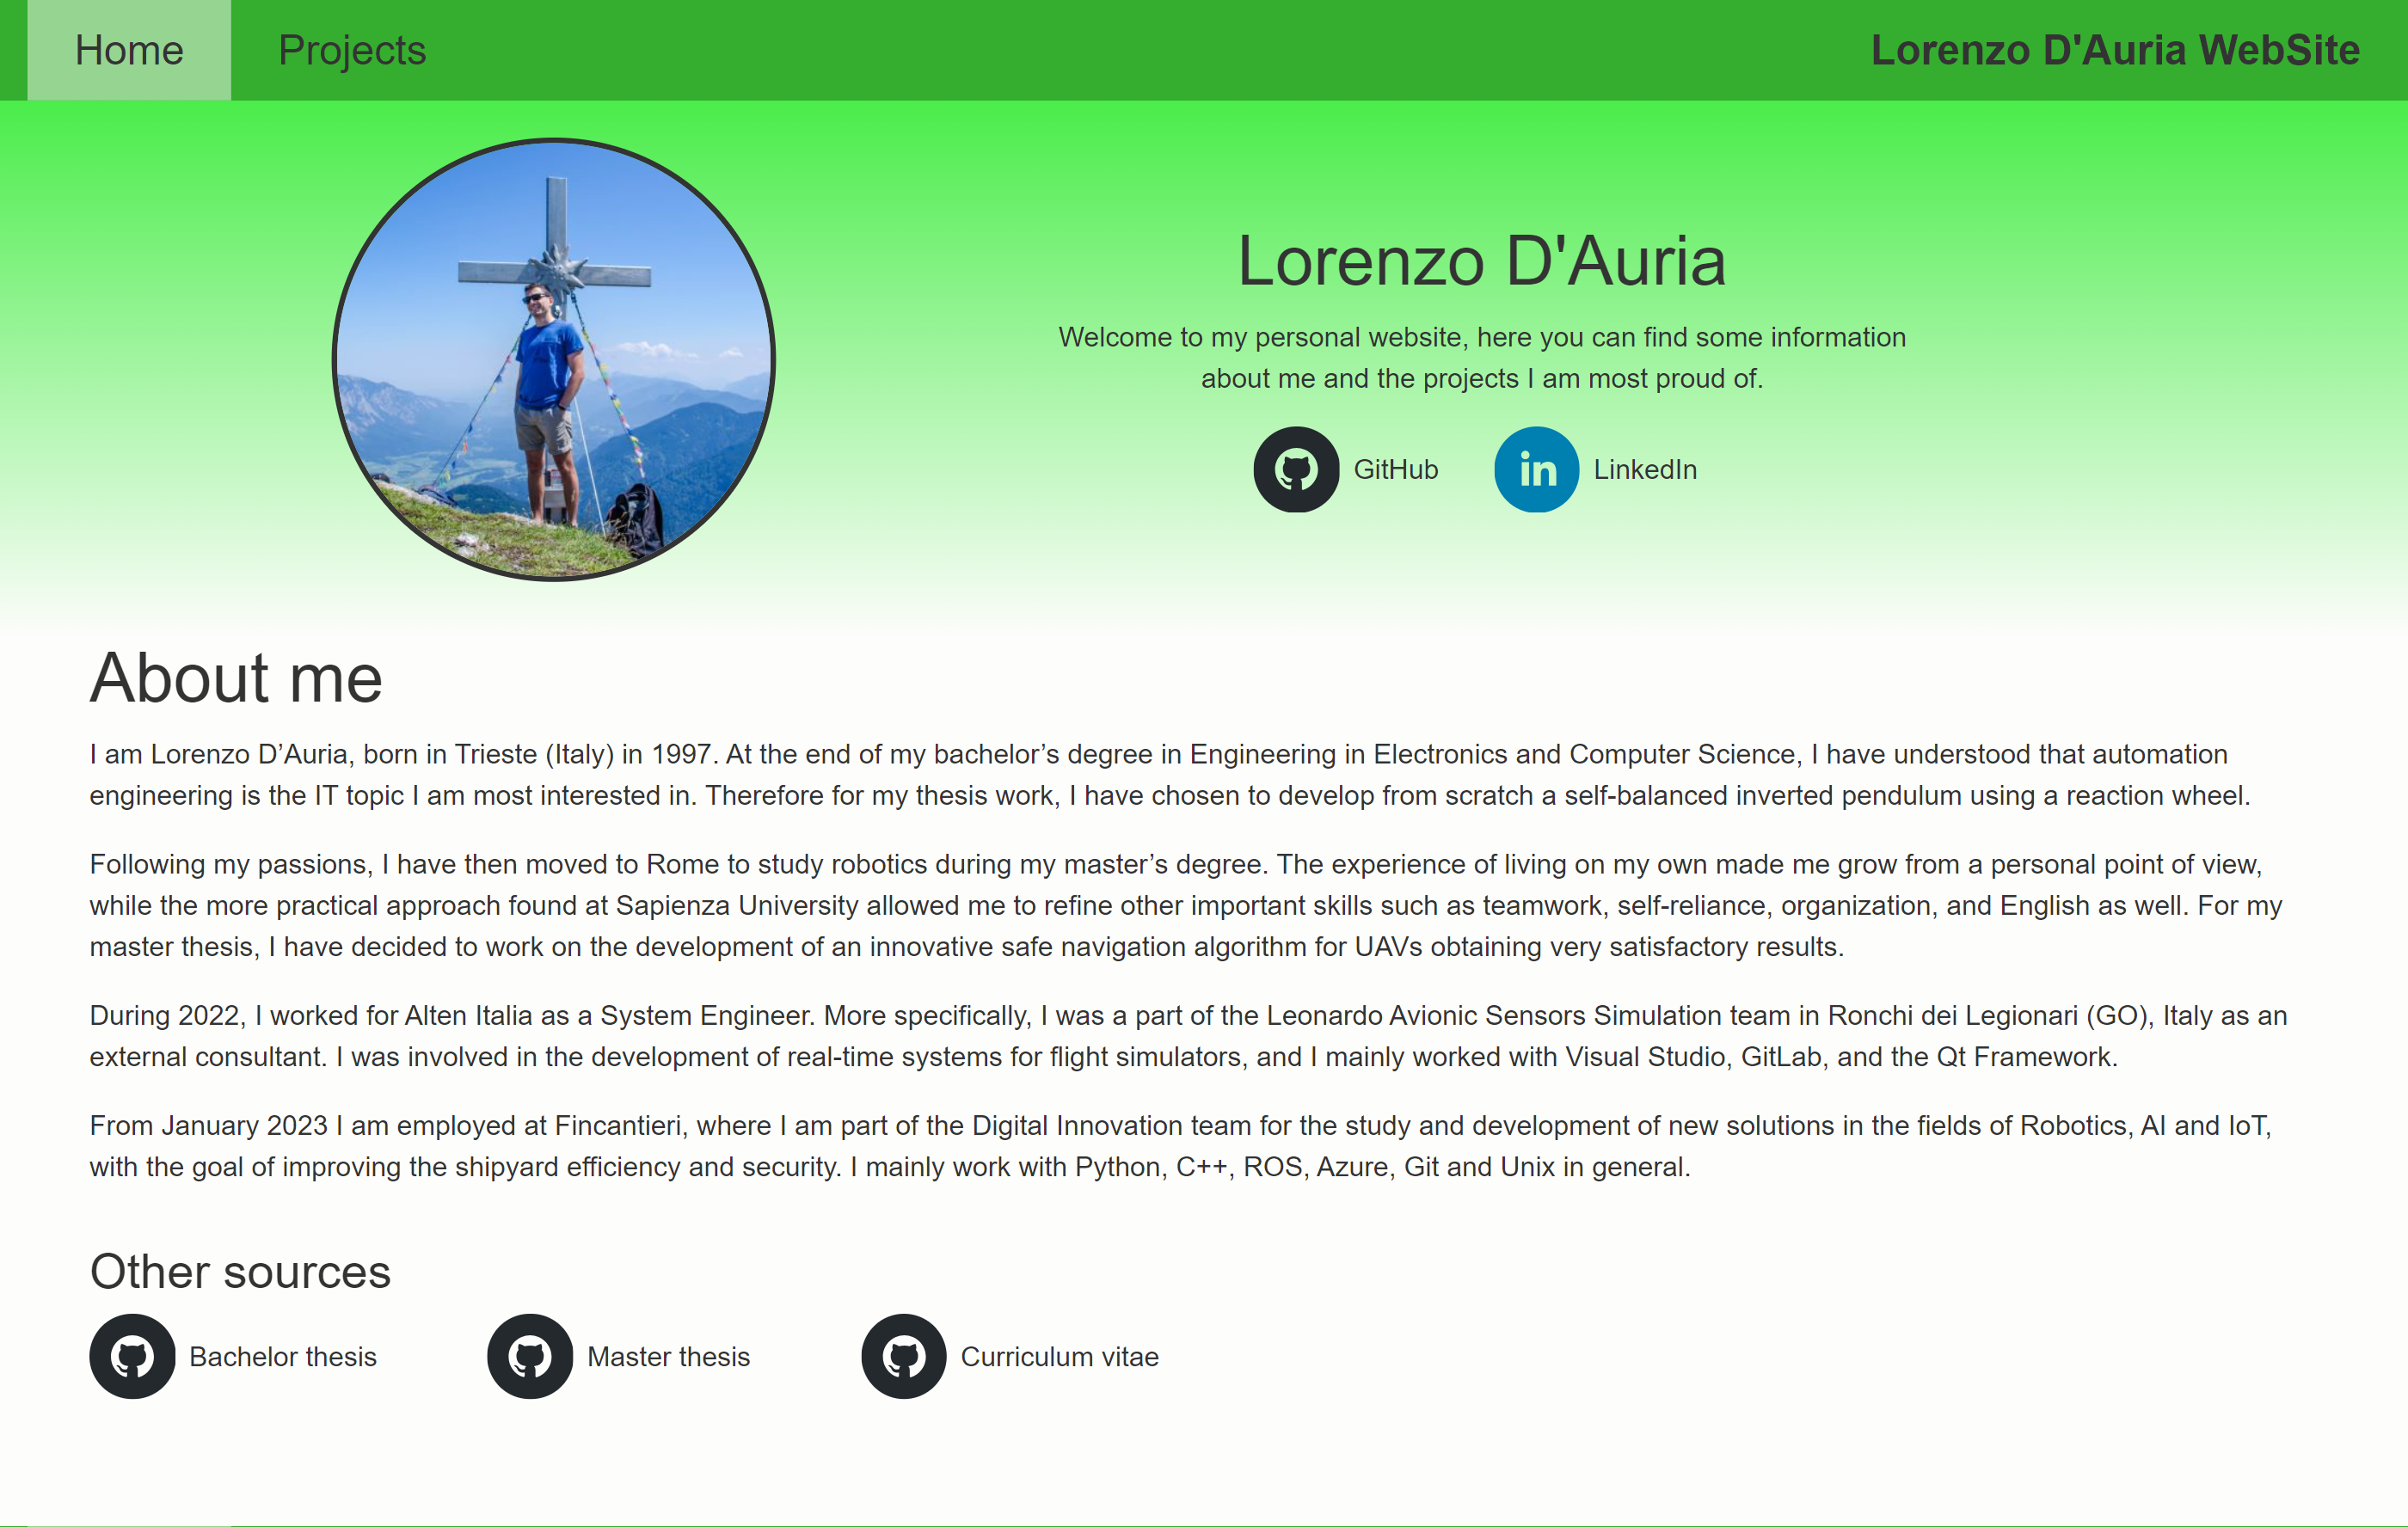 Home
Projects
Lorenzo D'Auria WebSite
Lorenzo D'Auria
Welcome to my personal website, here you can find some information
about me and the projects I am most proud of.
GitHub
in
LinkedIn
About me
I am Lorenzo D’Auria, born in Trieste (Italy) in 1997. At the end of my bachelor’s degree in Engineering in Electronics and Computer Science, I have understood that automation
engineering is the IT topic I am most interested in. Therefore for my thesis work, I have chosen to develop from scratch a self-balanced inverted pendulum using a reaction wheel.
Following my passions, I have then moved to Rome to study robotics during my master’s degree. The experience of living on my own made me grow from a personal point of view,
while the more practical approach found at Sapienza University allowed me to refine other important skills such as teamwork, self-reliance, organization, and English as well. For my
master thesis, I have decided to work on the development of an innovative safe navigation algorithm for UAVs obtaining very satisfactory results.
During 2022, I worked for Alten Italia as a System Engineer. More specifically, I was a part of the Leonardo Avionic Sensors Simulation team in Ronchi dei Legionari (GO), Italy as an
external consultant. I was involved in the development of real-time systems for flight simulators, and I mainly worked with Visual Studio, GitLab, and the Qt Framework.
From January 2023 I am employed at Fincantieri, where I am part of the Digital Innovation team for the study and development of new solutions in the fields of Robotics, AI and IoT,
with the goal of improving the shipyard efficiency and security. I mainly work with Python, C++, ROS, Azure, Git and Unix in general.
Other sources
Bachelor thesis
Master thesis
Curriculum vitae